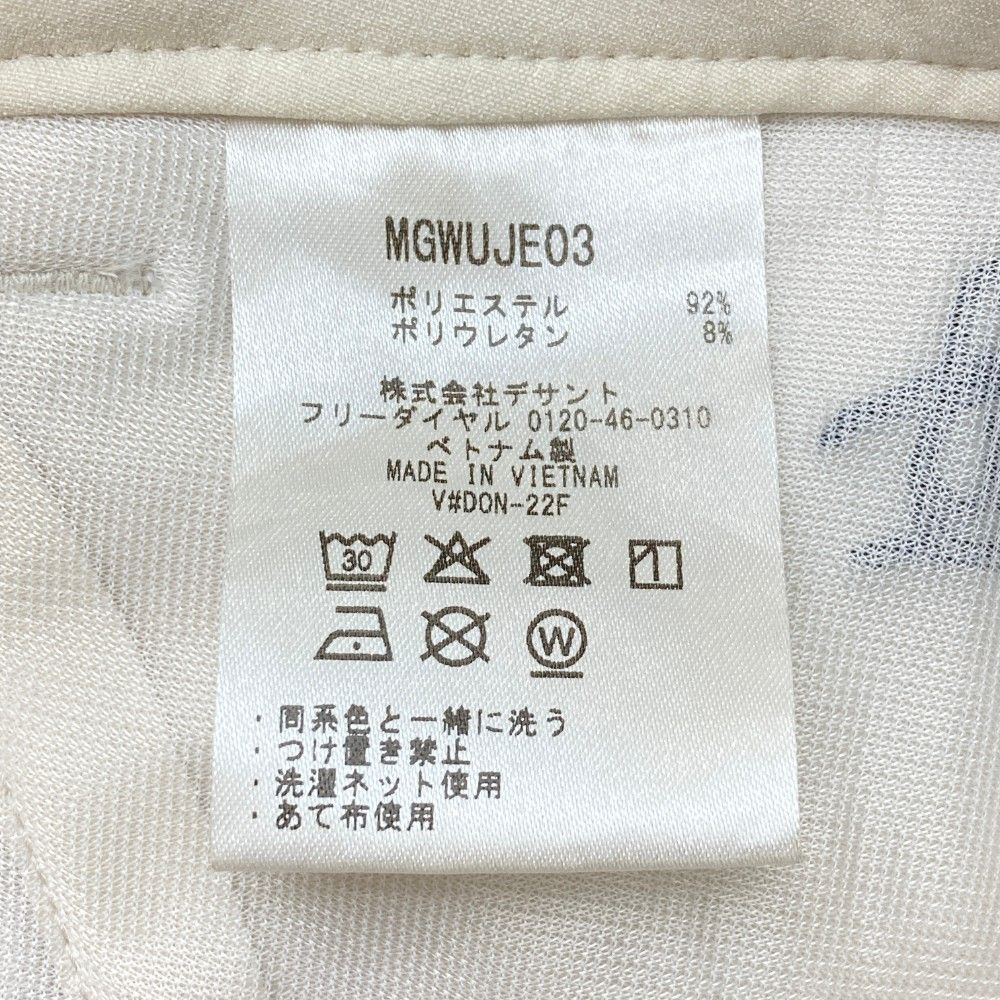 MGWUJE03
ポリエステル 92%
ポリウレタン 8%
株式会社デサント
フリーダイヤル 0120-46-0310
ベトナム製
MADE IN VIETNAM
V#DON-22F
30
W
・同系色と一緒に洗う
・つけ置き禁止
・洗濯ネット使用
・あて布使用